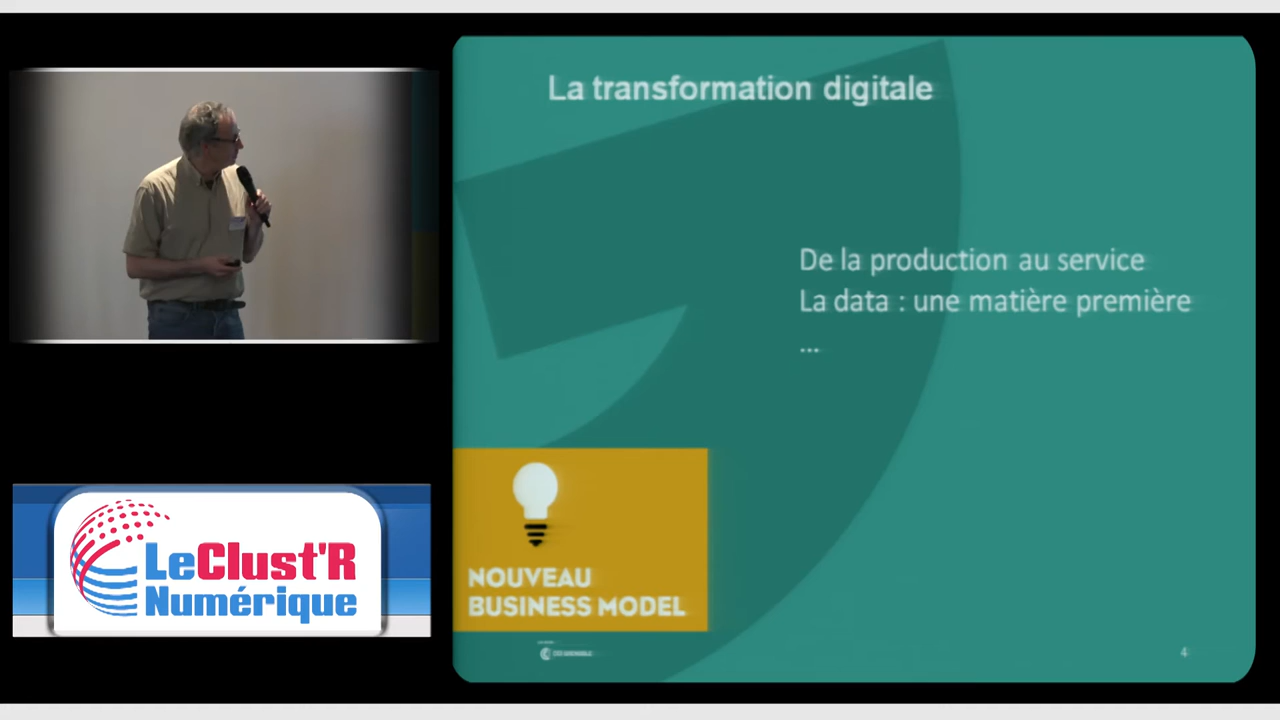 La transformation digitale
De la production au service
La data : une matière première
...
NOUVEAU
BUSINESS MODEL
4
LeClust'R
Numérique